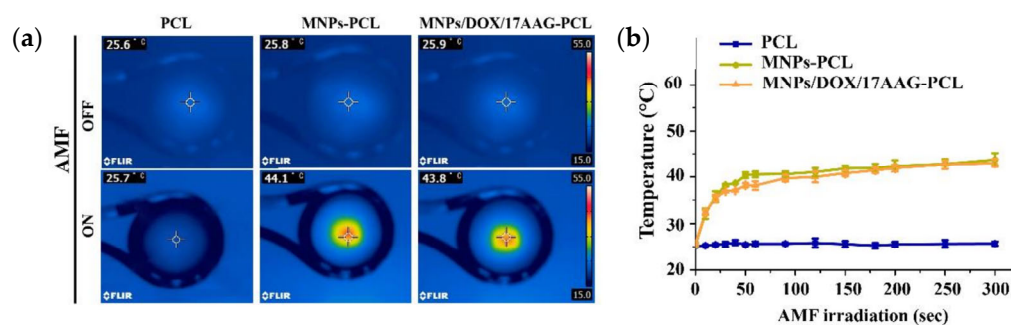 (a)
PCL MNPs-PCL MNPs/DOX/17AAG-PCL
AMF
OFF
25.6 °C 25.8 °C 25.9 °C 55.0
FLIR FLIR FLIR 15.0
ON
25.7 °C 44.1 °C 43.8 °C 55.0
FLIR FLIR FLIR 15.0
(b)
PCL
MNPs-PCL
MNPs/DOX/17AAG-PCL
Temperature (°C)
60
50
40
30
20
0 50 100 150 200 250 300
AMF irradiation (sec)